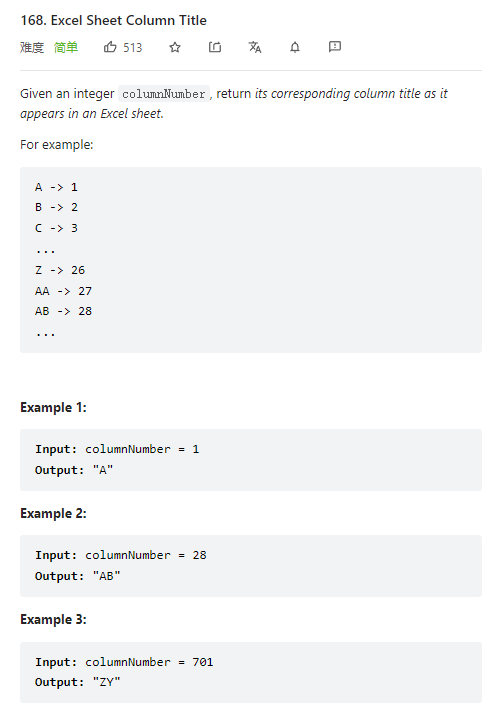 168. Excel Sheet Column Title
难度 简单 513
Given an integer columnNumber, return its corresponding column title as it
appears in an Excel sheet.
For example:
A -> 1
B -> 2
C -> 3
...
Z -> 26
AA -> 27
AB -> 28
...
Example 1:
Input: columnNumber = 1
Output: "A"
Example 2:
Input: columnNumber = 28
Output: "AB"
Example 3:
Input: columnNumber = 701
Output: "ZY"